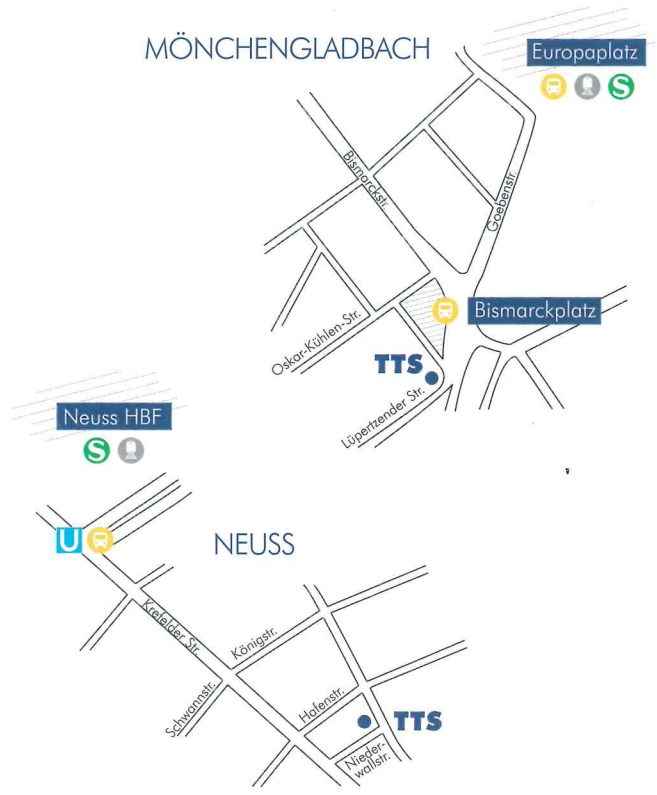 MÖNCHENGLADBACH
Europaplatz
S
Bismarckstr.
Goebenstr.
Bismarckplatz
Oskar-Kühlen-Str.
TTS
Lüpertzender Str.
Neuss HBF
S
U
NEUSS
Krefelder Str.
Königstr.
Schwannstr.
Hafenstr.
TTS
Nieder-
wallstr.